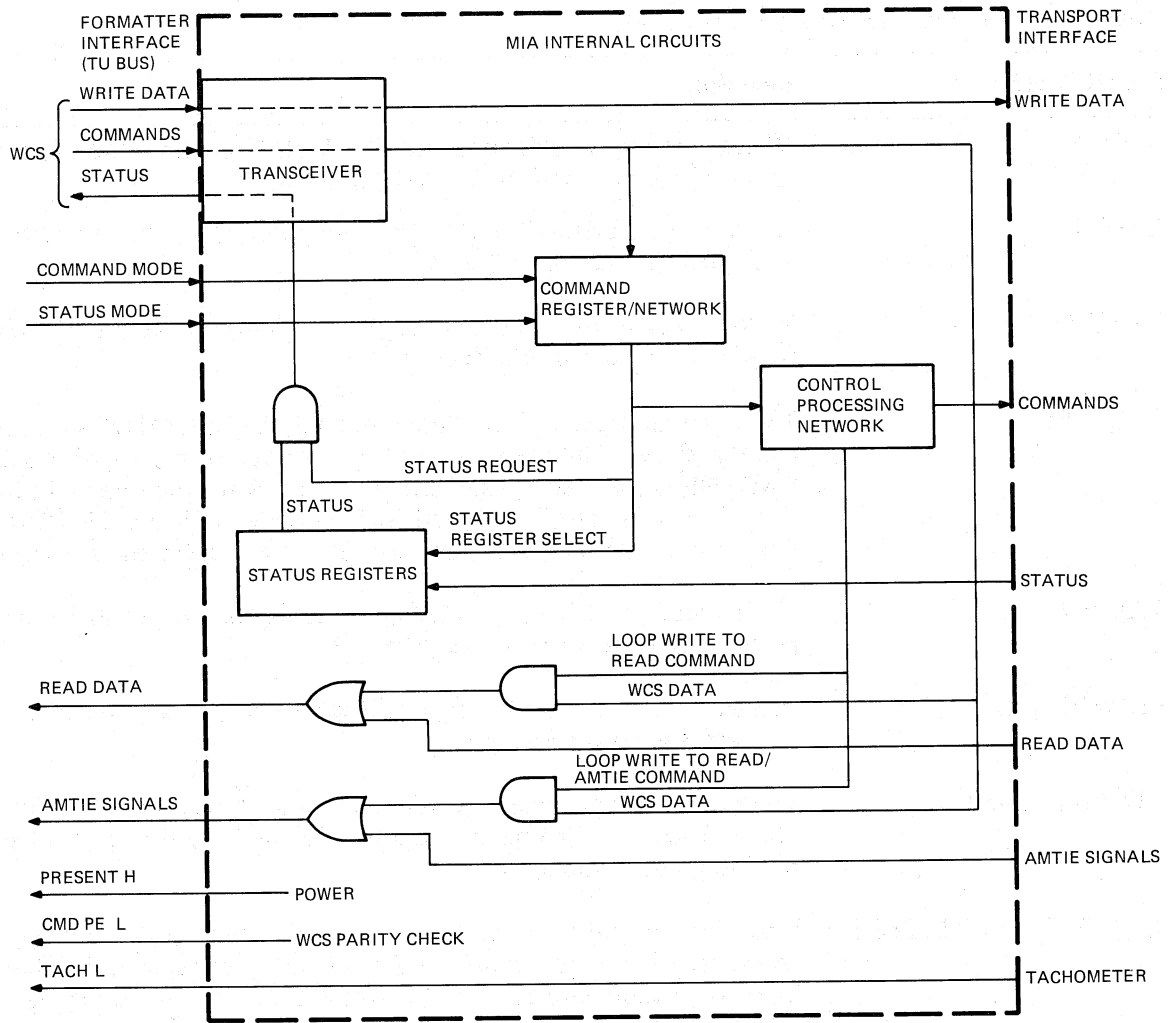 FORMATTER
INTERFACE
(TU BUS)
MIA INTERNAL CIRCUITS
TRANSPORT
INTERFACE
WRITE DATA
WRITE DATA
COMMANDS
WCS
STATUS
TRANSCEIVER
COMMAND MODE
STATUS MODE
COMMAND
REGISTER/NETWORK
CONTROL
PROCESSING
NETWORK
COMMANDS
STATUS REQUEST
STATUS
STATUS
REGISTER SELECT
STATUS REGISTERS
STATUS
LOOP WRITE TO
READ COMMAND
WCS DATA
READ DATA
READ DATA
LOOP WRITE TO READ/
AMTIE COMMAND
WCS DATA
AMTIE SIGNALS
AMTIE SIGNALS
PRESENT H
POWER
CMD PE L
WCS PARITY CHECK
TACH L
TACHOMETER